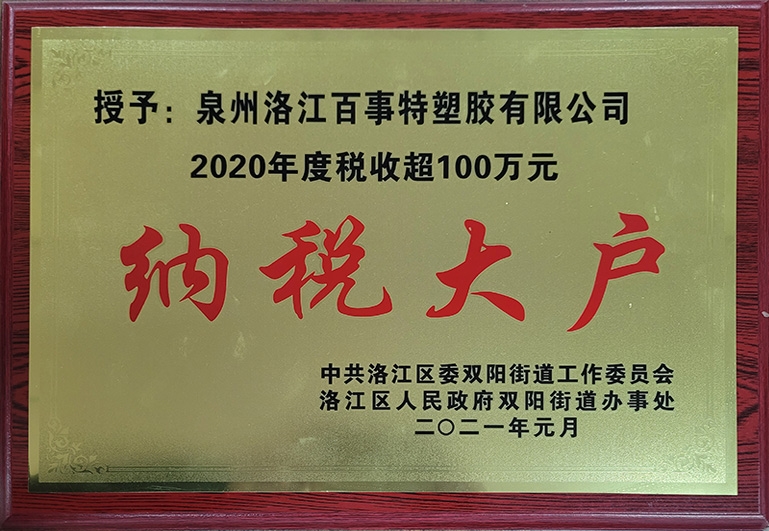 授予：泉州洛江百事特塑胶有限公司
2020年度税收超100万元
纳税大户
中共洛江区委双阳街道工作委员会
洛江区人民政府双阳街道办事处
二〇二一年元月